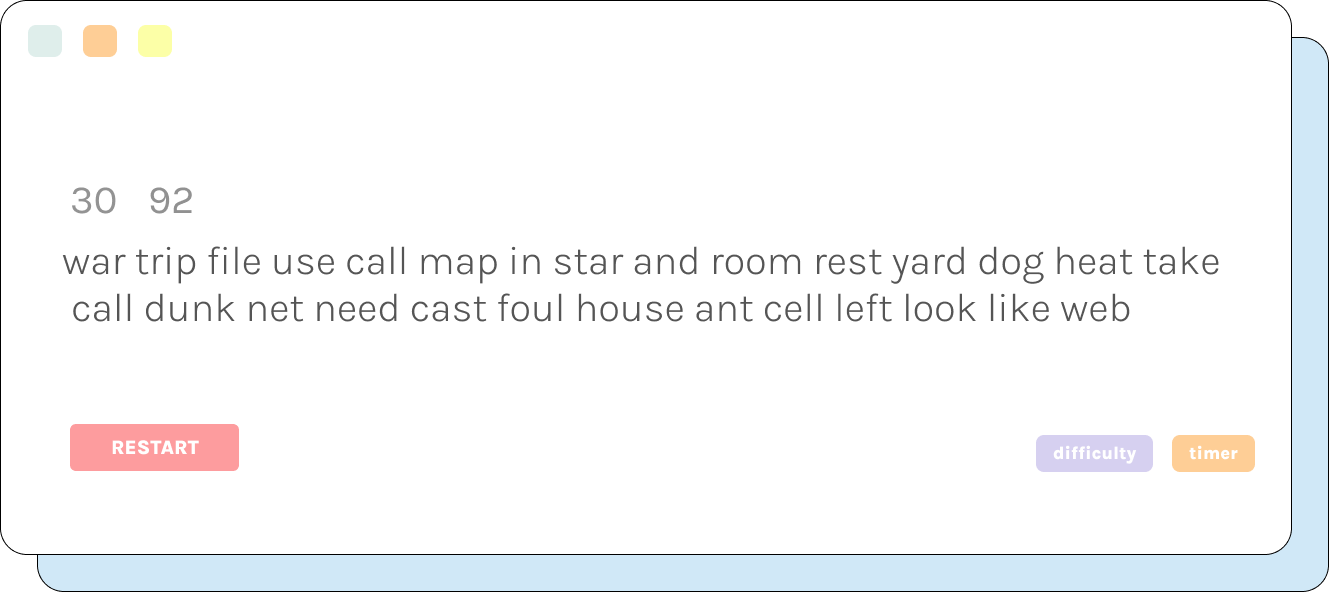 30 92
war trip file use call map in star and room rest yard dog heat take
call dunk net need cast foul house ant cell left look like web
RESTART
difficulty timer